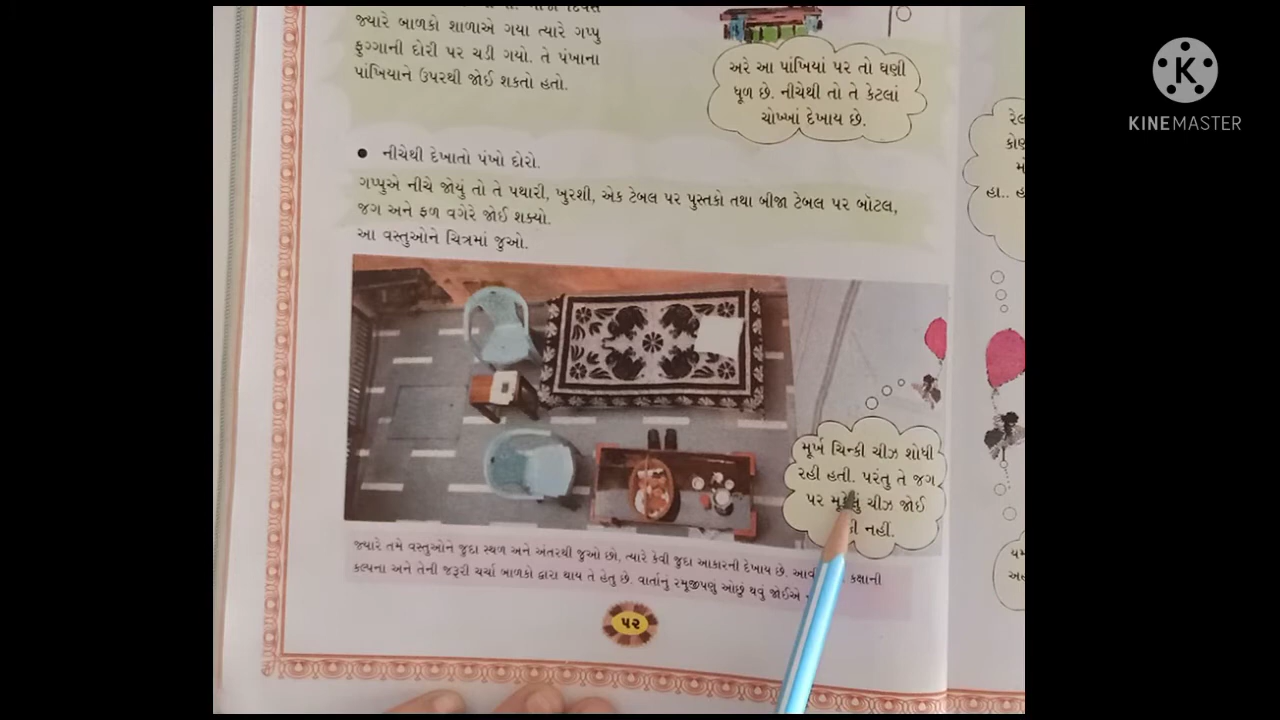 જ્યારે બાળકો શાળાએ ગયા ત્યારે ગપ્પુ
ફુગ્ગાની દોરી પર ચડી ગયો. તે પંખાના
પાંખિયાને ઉપરથી જોઈ શકતો હતો.
અરે આ પાંખિયાં પર તો ઘણી
ધૂળ છે. નીચેથી તો તે કેટલાં
ચોખ્ખાં દેખાય છે.
● નીચેથી દેખાતો પંખો દોરો.
ગપ્પુએ નીચે જોયું તો તે પથારી, ખુરશી, એક ટેબલ પર પુસ્તકો તથા બીજા ટેબલ પર બૉટલ,
જગ અને ફળ વગેરે જોઈ શક્યો.
આ વસ્તુઓને ચિત્રમાં જુઓ.
મૂર્ખ ચિન્કી ચીઝ શોધી
રહી હતી. પરંતુ તે જગ
પર મૂકેલું ચીઝ જોઈ
નહીં.
જ્યારે તમે વસ્તુઓને જુદા સ્થળ અને અંતરથી જુઓ છો, ત્યારે કેવી જુદા આકારની દેખાય છે. કક્ષાની
કલ્પના અને તેની જરૂરી ચર્ચા બાળકો દ્વારા થાય તે હેતુ છે. વાર્તાનું રમૂજીપણું ઓછું થવું જોઈએ
૫૨
હા.. હ
KINEMASTER